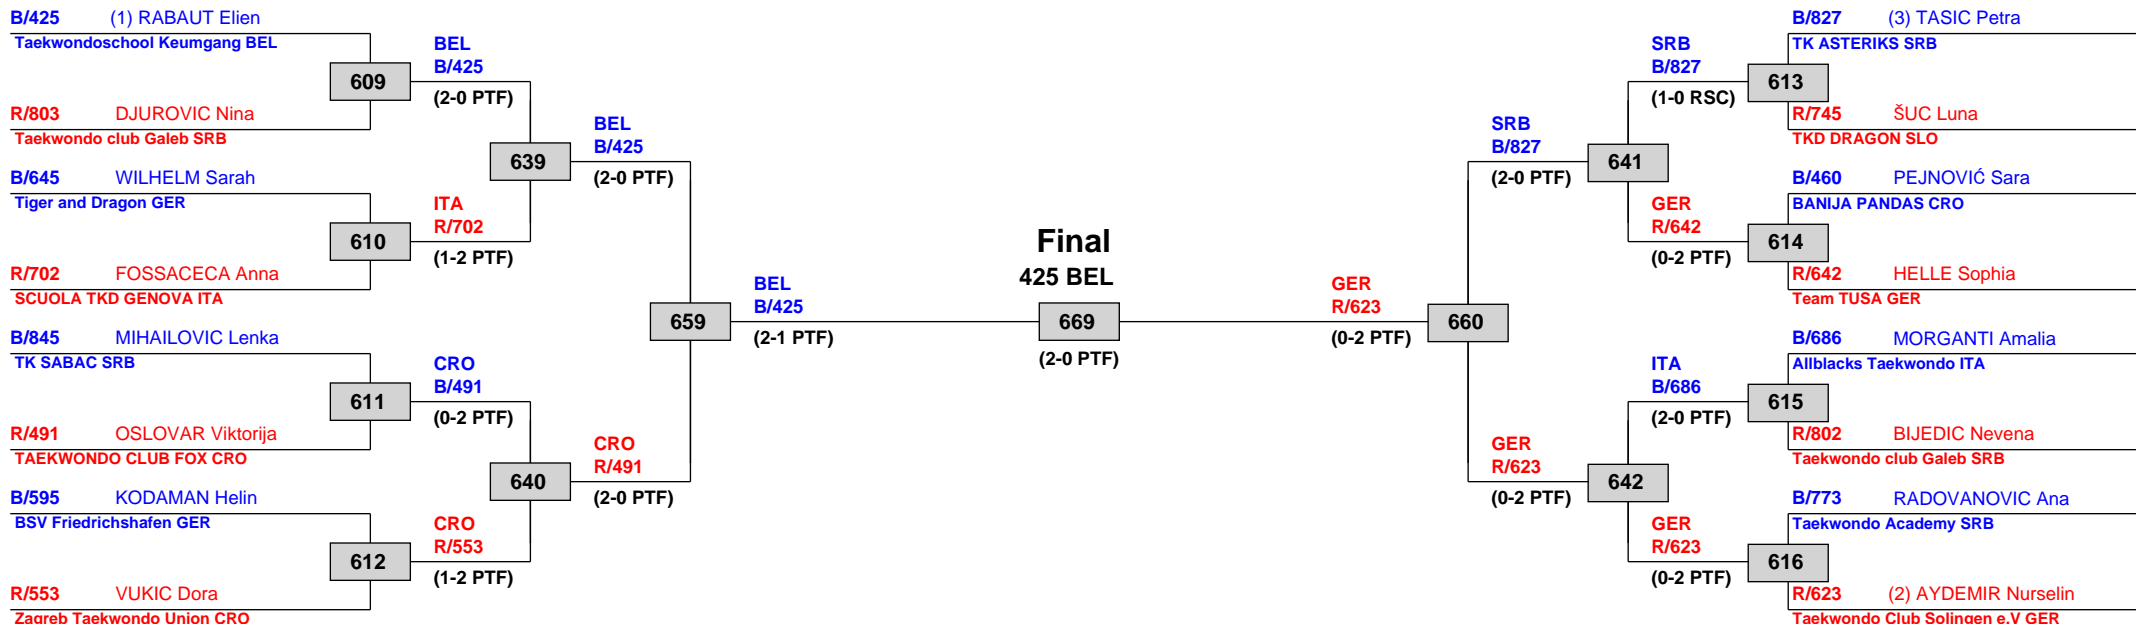 B/425 (1) RABAUT Elien
Taekwondoschool Keumgang BEL
609
R/803 DJUROVIC Nina
Taekwondo club Galeb SRB
B/645 WILHELM Sarah
Tiger and Dragon GER
610
R/702 FOSSACECA Anna
SCUOLA TKD GENOVA ITA
B/845 MIHAILOVIC Lenka
TK SABAC SRB
611
R/491 OSLOVAR Viktorija
TAEKWONDO CLUB FOX CRO
B/595 KODAMAN Helin
BSV Friedrichshafen GER
612
R/553 VUKIC Dora
Zagreb Taekwondo Union CRO
BEL
B/425
(2-0 PTF)
639
ITA
R/702
(1-2 PTF)
CRO
B/491
(0-2 PTF)
640
CRO
R/553
(1-2 PTF)
BEL
B/425
(2-0 PTF)
659
CRO
R/491
(2-0 PTF)
BEL
B/425
(2-1 PTF)
Final
425 BEL
669
(2-0 PTF)
GER
R/623
(0-2 PTF)
660
SRB
B/827
(2-0 PTF)
641
GER
R/623
(0-2 PTF)
642
SRB
B/827
(1-0 RSC)
GER
R/642
(0-2 PTF)
ITA
B/686
(2-0 PTF)
GER
R/623
(0-2 PTF)
B/827 (3) TASIC Petra
TK ASTERIKS SRB
613
R/745 ŠUC Luna
TKD DRAGON SLO
B/460 PEJNOVIĆ Sara
BANIJA PANDAS CRO
614
R/642 HELLE Sophia
Team TUSA GER
B/686 MORGANTI Amalia
Allblacks Taekwondo ITA
615
R/802 BIJEDIC Nevena
Taekwondo club Galeb SRB
B/773 RADOVANOVIC Ana
Taekwondo Academy SRB
616
R/623 (2) AYDEMIR Nurselin
Taekwondo Club Solingen e.V GER